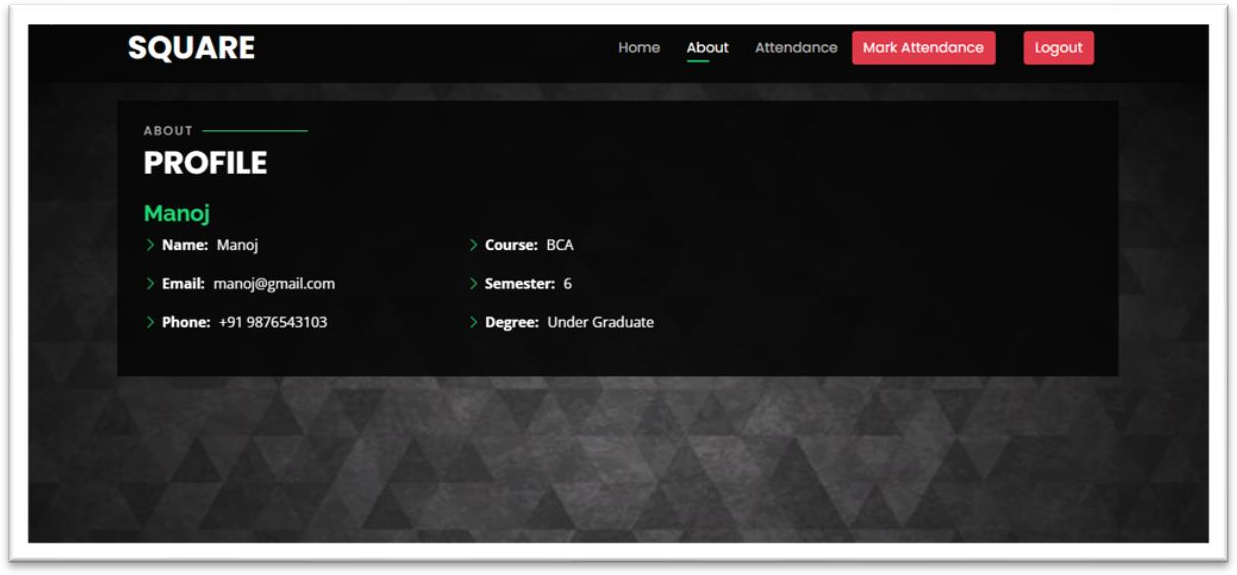 SQUARE
Home About Attendance Mark Attendance Logout
ABOUT
PROFILE
Manoj
Name: Manoj
Email: manoj@gmail.com
Phone: +91 9876543103
Course: BCA
Semester: 6
Degree: Under Graduate